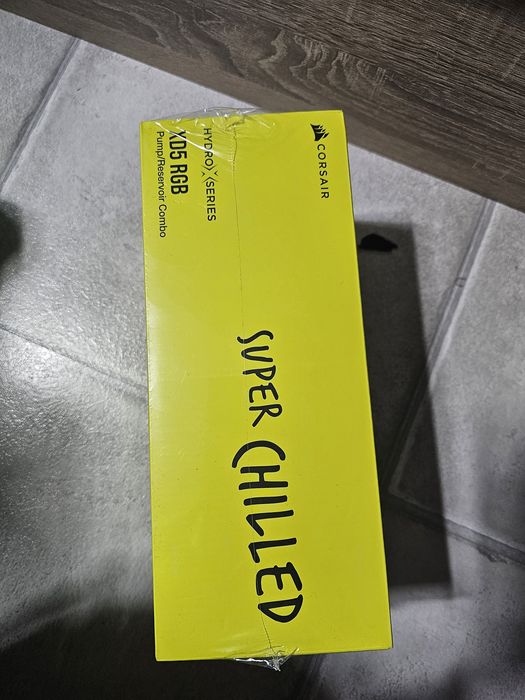 CORSAIR
HYDRO X SERIES
XD5 RGB
Pump/Reservoir Combo
SUPER CHILLED